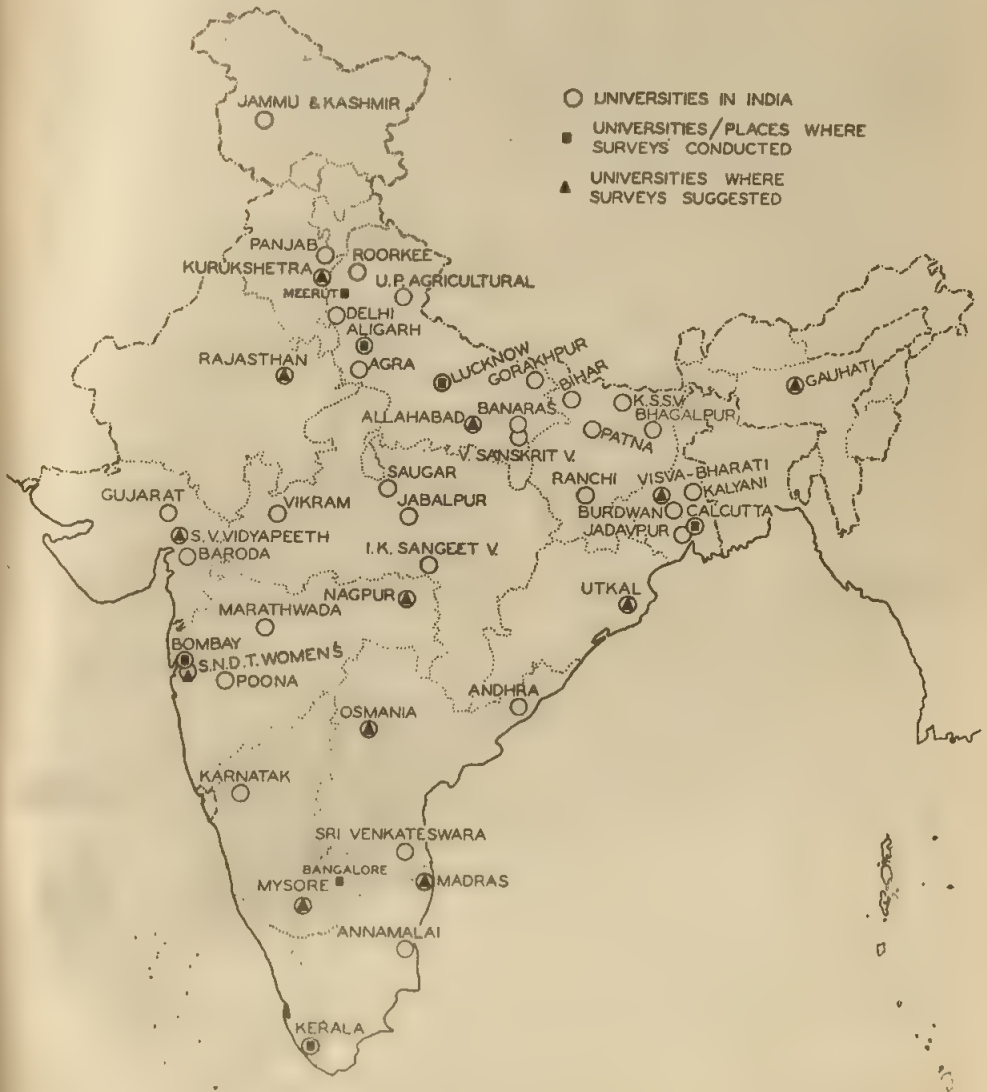 JAMMU & KASHMIR
UNIVERSITIES IN INDIA
UNIVERSITIES/PLACES WHERE
SURVEYS CONDUCTED
UNIVERSITIES WHERE
SURVEYS SUGGESTED
PANJAB
ROORKEE
KURUKSHETRA
U.P. AGRICULTURAL
MEERUT
DELHI
ALIGARH
RAJASTHAN
AGRA
LUCKNOW
GORAKHPUR
BIHAR
GAUHATI
K.S.S.V.
ALLAHABAD
BANARAS
BHAGALPUR
PATNA
V. SANSKRIT V.
SAUGAR
RANCHI
VISVA-BHARATI
KALYANI
GUJARAT
VIKRAM
JABALPUR
BURDWAN
CALCUTTA
JADAVPUR
S.V. VIDYAPEETH
BARODA
I.K. SANGEET V.
NAGPUR
UTKAL
MARATHWADA
BOMBAY
S.N.D.T. WOMEN'S
POONA
ANDHRA
OSMANIA
KARNATAK
SRI VENKATESWARA
BANGALORE
MYSORE
MADRAS
ANNAMALAI
KERALA